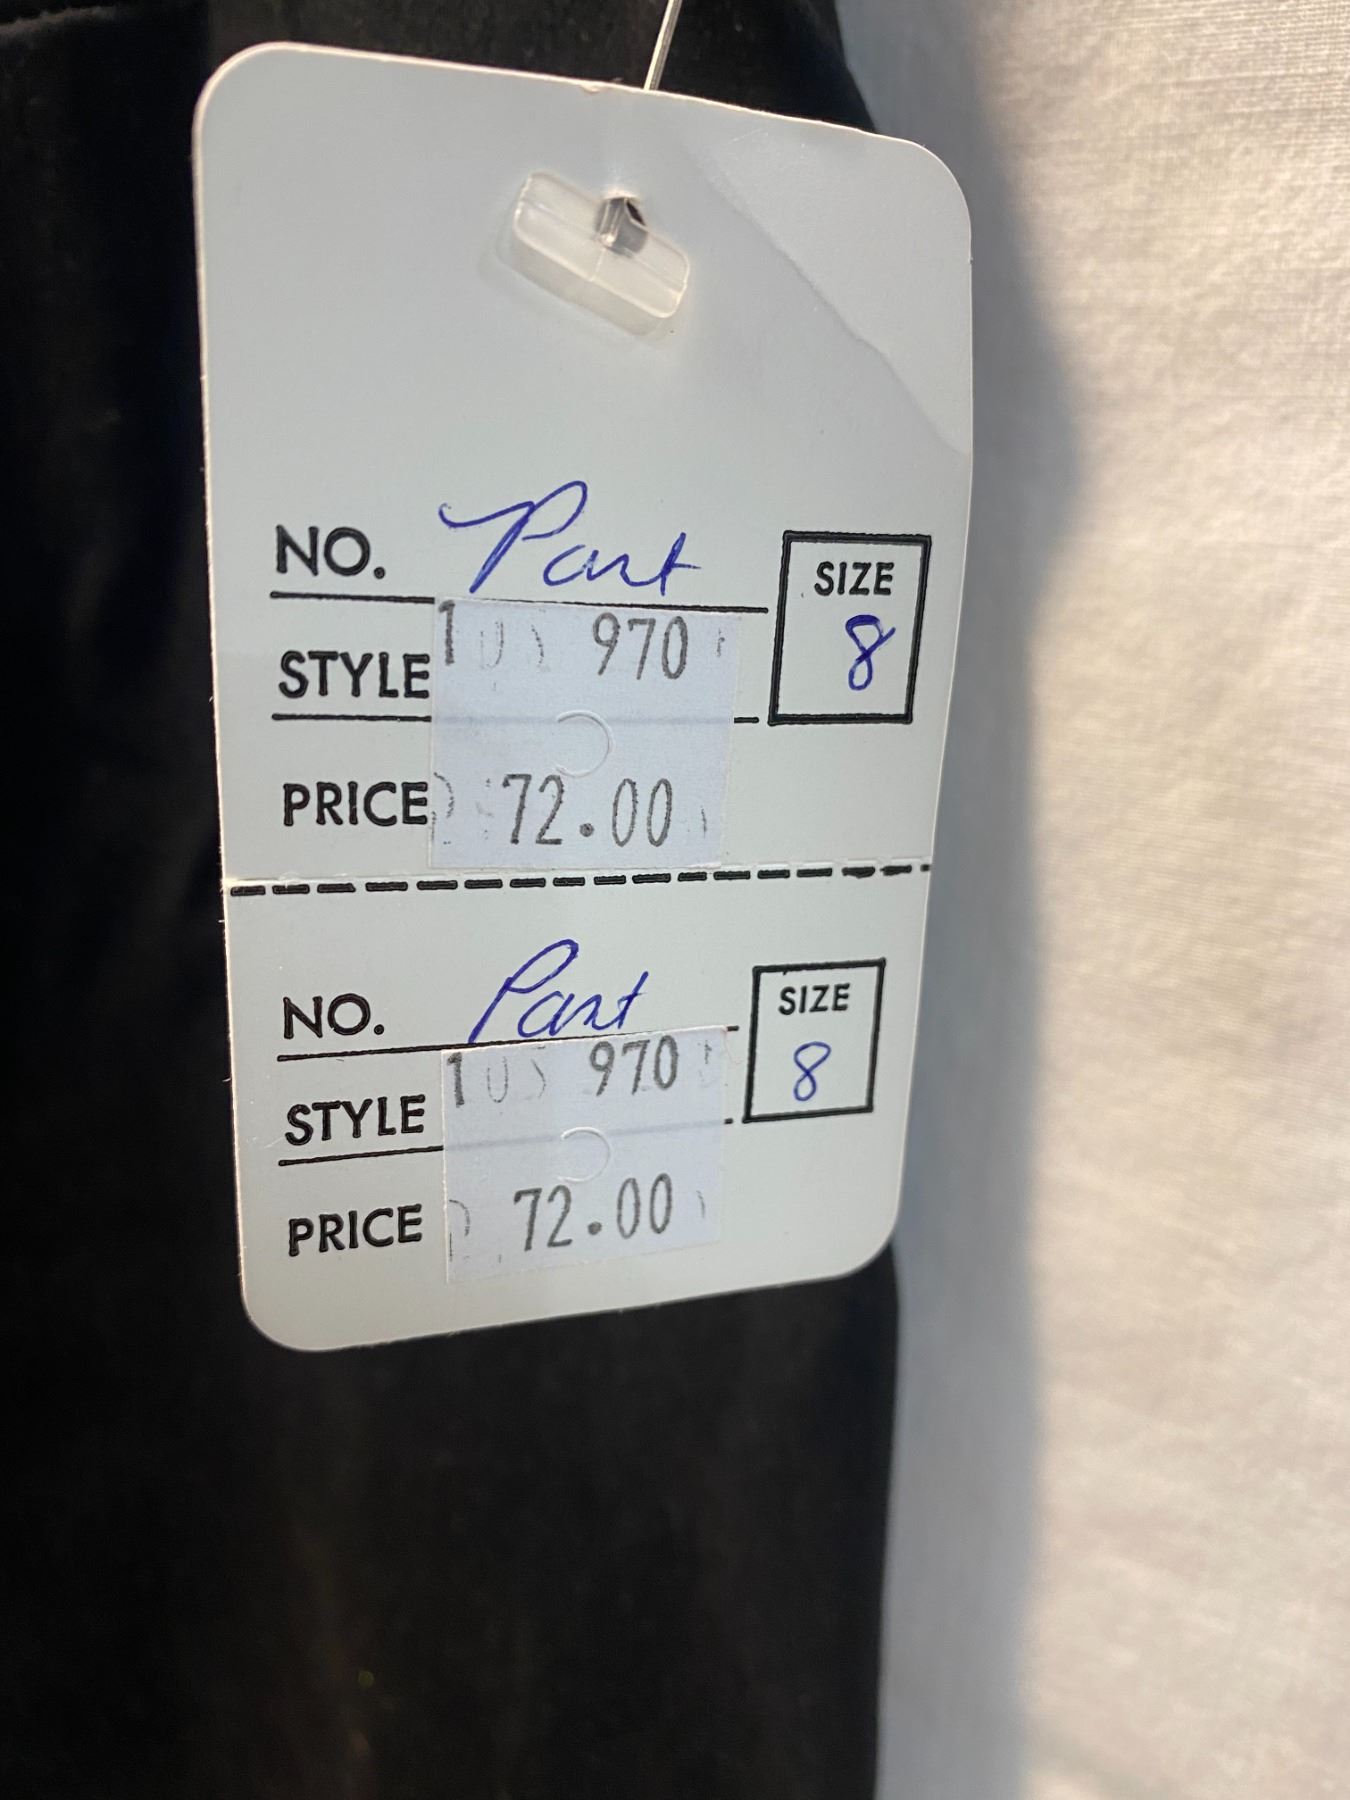 NO. Pant
SIZE
8
STYLE 970
PRICE 72.00
NO. Pant
SIZE
8
STYLE 970
PRICE 72.00